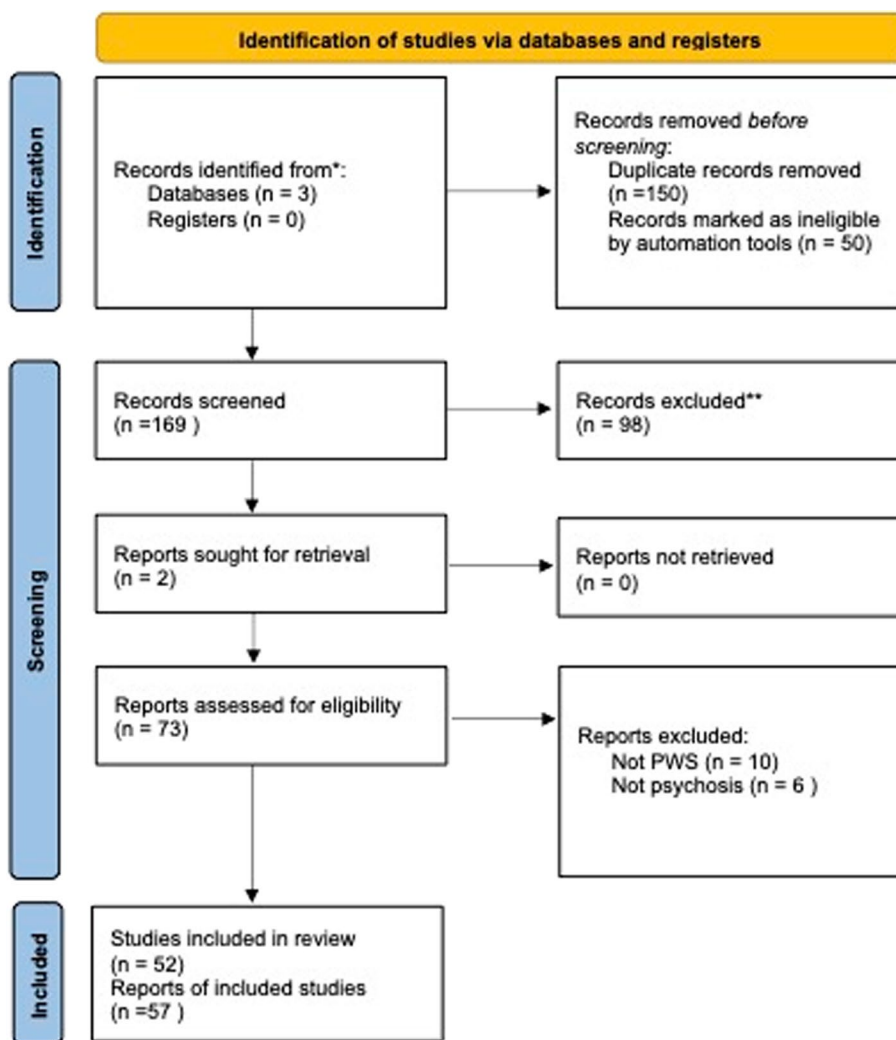 Identification of studies via databases and registers
Identification
Records identified from*:
Databases (n = 3)
Registers (n = 0)
Records removed before
screening:
Duplicate records removed
(n =150)
Records marked as ineligible
by automation tools (n = 50)
Screening
Records screened
(n =169 )
Records excluded**
(n = 98)
Reports sought for retrieval
(n = 2)
Reports not retrieved
(n = 0)
Reports assessed for eligibility
(n = 73)
Reports excluded:
Not PWS (n = 10)
Not psychosis (n = 6 )
Included
Studies included in review
(n = 52)
Reports of included studies
(n =57 )